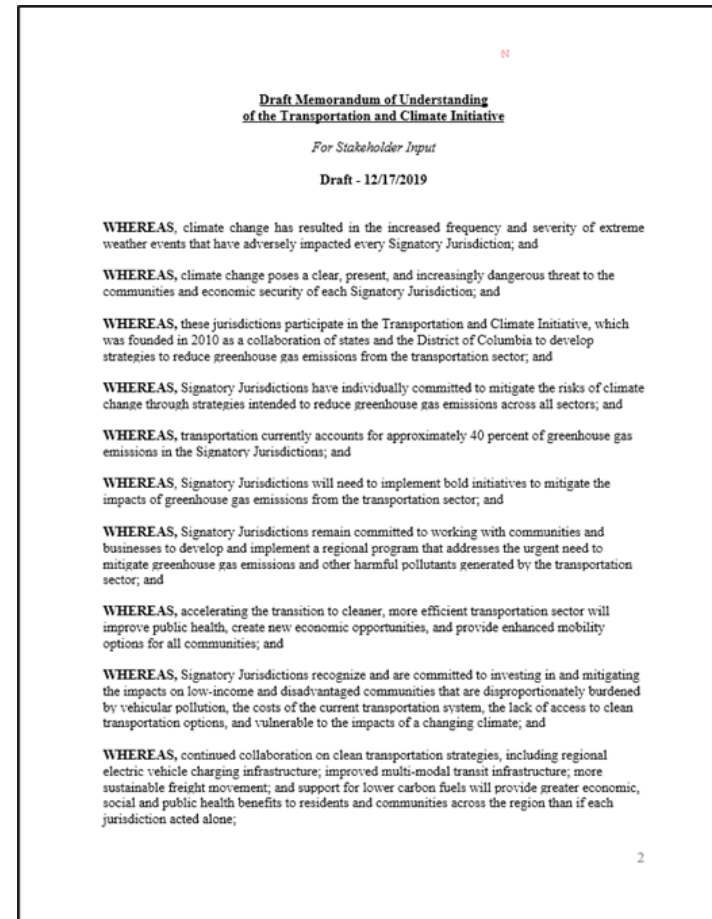 N
Draft Memorandum of Understanding
of the Transportation and Climate Initiative
For Stakeholder Input
Draft - 12/17/2019
WHEREAS, climate change has resulted in the increased frequency and severity of extreme
weather events that have adversely impacted every Signatory Jurisdiction; and
WHEREAS, climate change poses a clear, present, and increasingly dangerous threat to the
communities and economic security of each Signatory Jurisdiction; and
WHEREAS, these jurisdictions participate in the Transportation and Climate Initiative, which
was founded in 2010 as a collaboration of states and the District of Columbia to develop
strategies to reduce greenhouse gas emissions from the transportation sector; and
WHEREAS, Signatory Jurisdictions have individually committed to mitigate the risks of climate
change through strategies intended to reduce greenhouse gas emissions across all sectors; and
WHEREAS, transportation currently accounts for approximately 40 percent of greenhouse gas
emissions in the Signatory Jurisdictions; and
WHEREAS, Signatory Jurisdictions will need to implement bold initiatives to mitigate the
impacts of greenhouse gas emissions from the transportation sector; and
WHEREAS, Signatory Jurisdictions remain committed to working with communities and
businesses to develop and implement a regional program that addresses the urgent need to
mitigate greenhouse gas emissions and other harmful pollutants generated by the transportation
sector; and
WHEREAS, accelerating the transition to cleaner, more efficient transportation sector will
improve public health, create new economic opportunities, and provide enhanced mobility
options for all communities; and
WHEREAS, Signatory Jurisdictions recognize and are committed to investing in and mitigating
the impacts on low-income and disadvantaged communities that are disproportionately burdened
by vehicular pollution, the costs of the current transportation system, the lack of access to clean
transportation options, and vulnerable to the impacts of a changing climate; and
WHEREAS, continued collaboration on clean transportation strategies, including regional
electric vehicle charging infrastructure; improved multi-modal transit infrastructure; more
sustainable freight movement; and support for lower carbon fuels will provide greater economic,
social and public health benefits to residents and communities across the region than if each
jurisdiction acted alone;
2